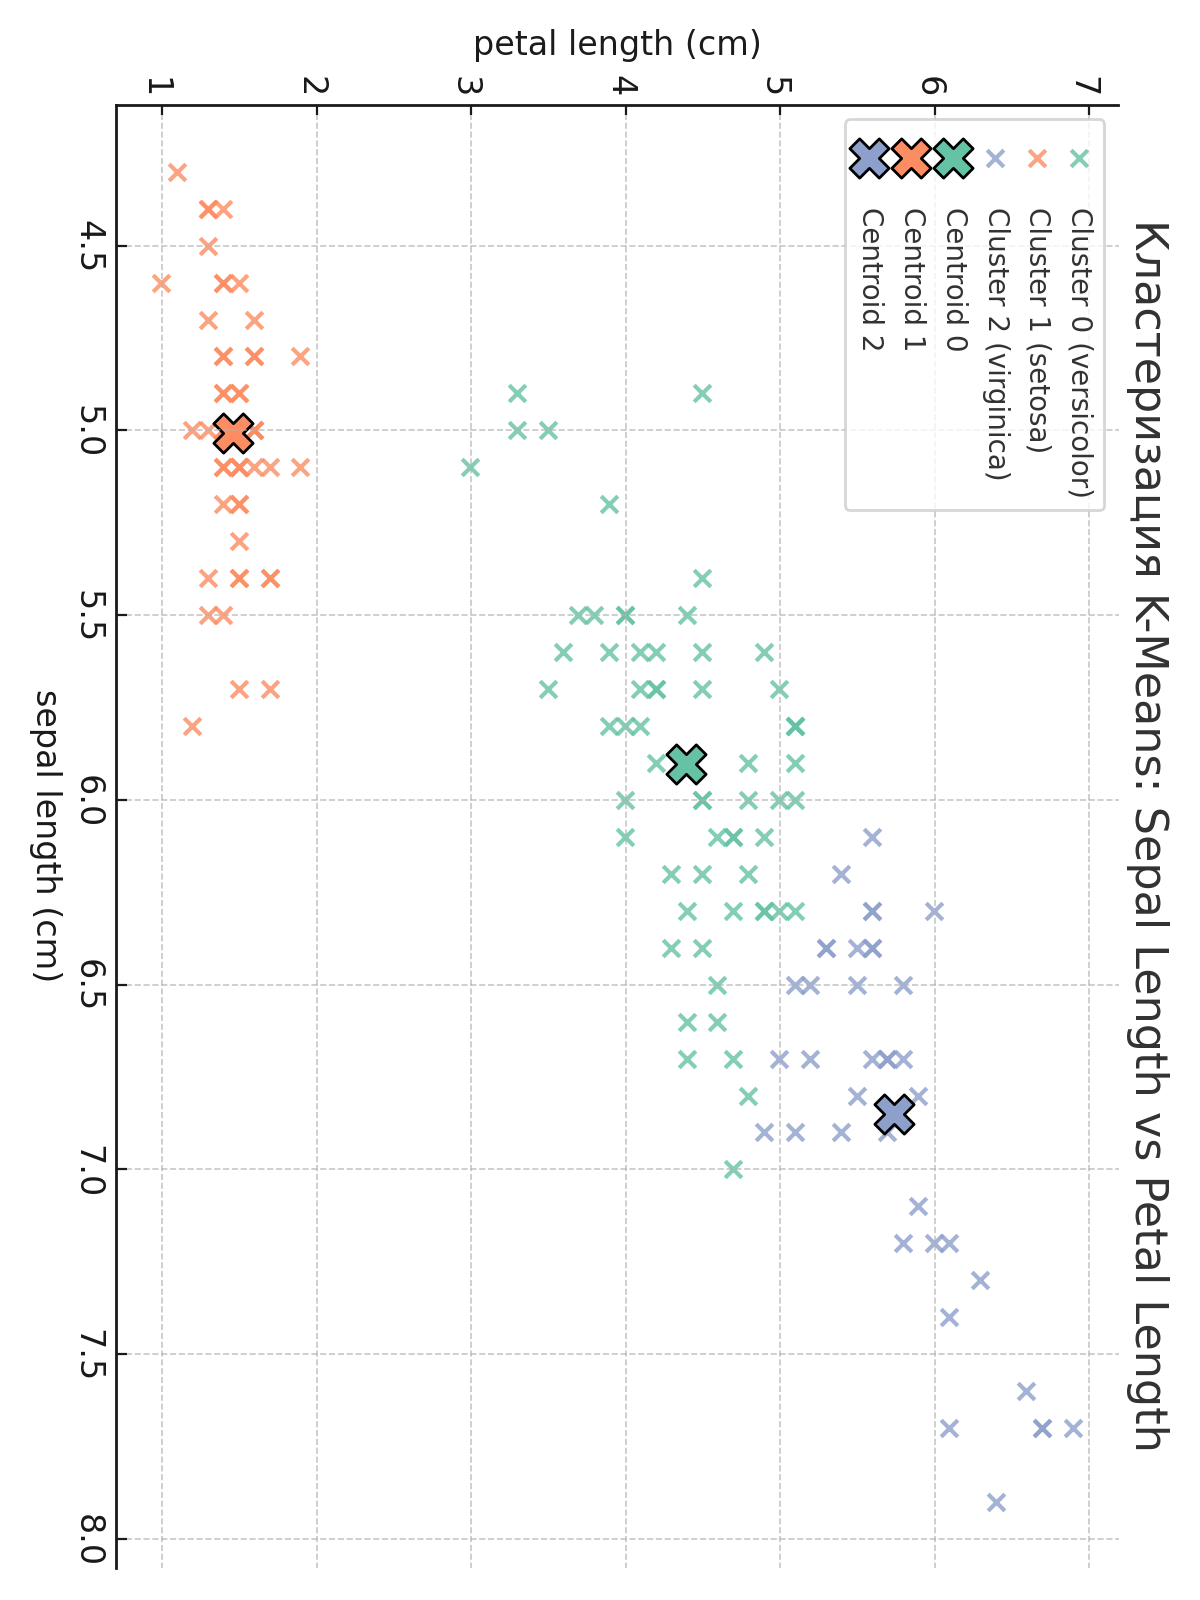 Кластеризация K-Means: Sepal Length vs Petal Length
Cluster 0 (versicolor)
Cluster 1 (setosa)
Cluster 2 (virginica)
Centroid 0
Centroid 1
Centroid 2
petal length (cm)
7
6
5
4
3
2
1
4.5
5.0
5.5
6.0
6.5
7.0
7.5
8.0
sepal length (cm)